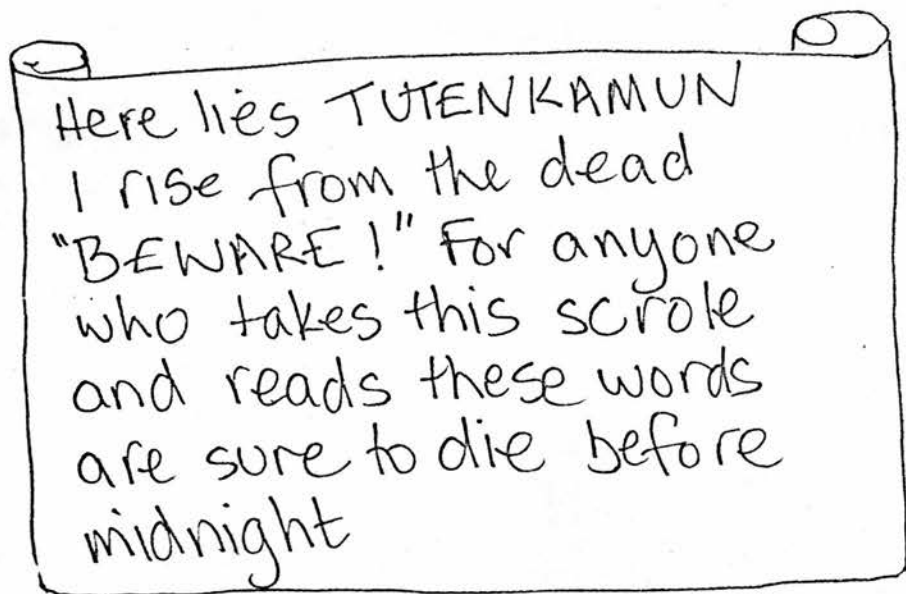 Here lies TUTENKAMUN
I rise from the dead
"BEWARE!" For anyone
who takes this scrole
and reads these words
are sure to die before
midnight